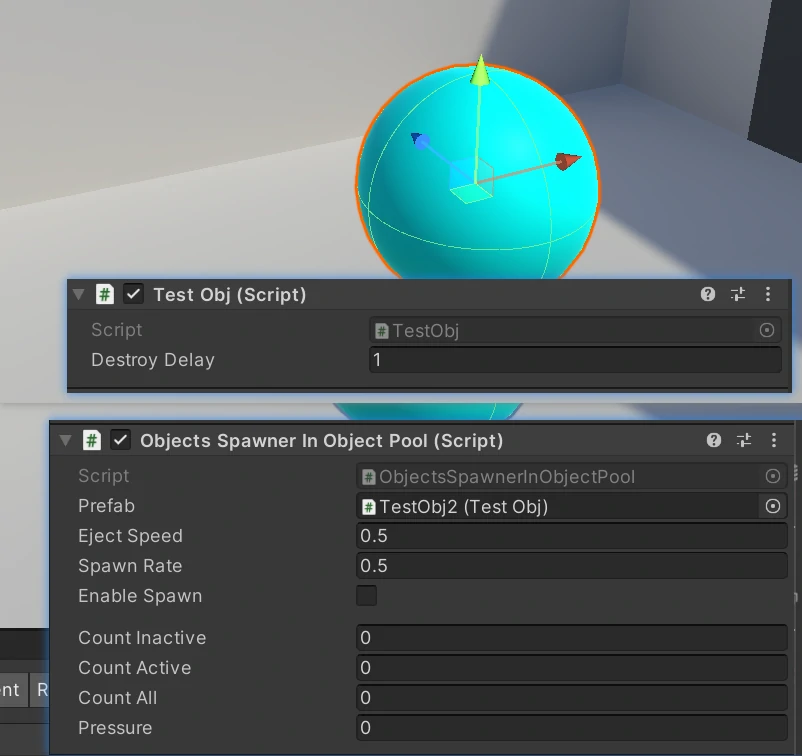 Test Obj (Script)
Script # TestObj
Destroy Delay 1
# Objects Spawner In Object Pool (Script)
Script # ObjectsSpawnerInObjectPool
Prefab # TestObj2 (Test Obj)
Eject Speed 0.5
Spawn Rate 0.5
Enable Spawn
Count Inactive 0
Count Active 0
Count All 0
ent R
Pressure 0